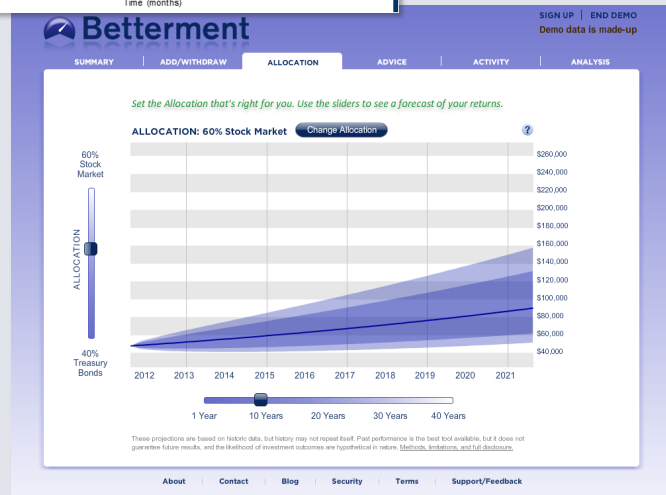 Time (months)
Betterment
SIGN UP | END DEMO
Demo data is made-up
SUMMARY ADD/WITHDRAW ALLOCATION ADVICE ACTIVITY ANALYSIS
Set the Allocation that's right for you. Use the sliders to see a forecast of your returns.
ALLOCATION: 60% Stock Market Change Allocation ?
60%
Stock
Market
ALLOCATION
40%
Treasury
Bonds
$260,000
$240,000
$220,000
$200,000
$180,000
$160,000
$140,000
$120,000
$100,000
$80,000
$60,000
$40,000
2012 2013 2014 2015 2016 2017 2018 2019 2020 2021
1 Year 10 Years 20 Years 30 Years 40 Years
These projections are based on historic data, but history may not repeat itself. Past performance is the best tool available, but it does not
guarantee future results, and the likelihood of investment outcomes are hypothetical in nature. Methods, limitations, and full disclosure.
About | Contact | Blog | Security | Terms | Support/Feedback